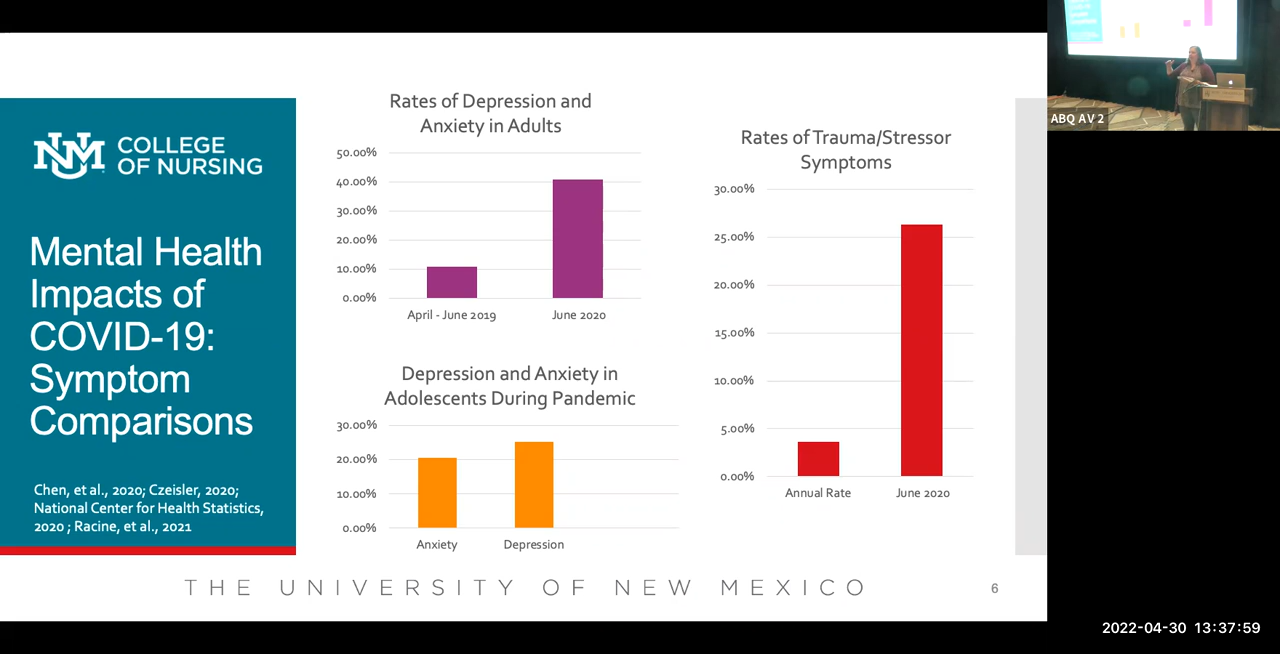 UNM
COLLEGE
OF NURSING
Mental Health
Impacts of
COVID-19:
Symptom
Comparisons
Chen, et al., 2020; Czeisler, 2020;
National Center for Health Statistics,
2020 ; Racine, et al., 2021
Rates of Depression and
Anxiety in Adults
50.00%
40.00%
30.00%
20.00%
10.00%
0.00%
April - June 2019
June 2020
Depression and Anxiety in
Adolescents During Pandemic
30.00%
20.00%
10.00%
0.00%
Anxiety
Depression
Rates of Trauma/Stressor
Symptoms
30.00%
25.00%
20.00%
15.00%
10.00%
5.00%
0.00%
Annual Rate
June 2020
THE UNIVERSITY OF NEW MEXICO
6
ABQ AV 2
2022-04-30 13:37:59